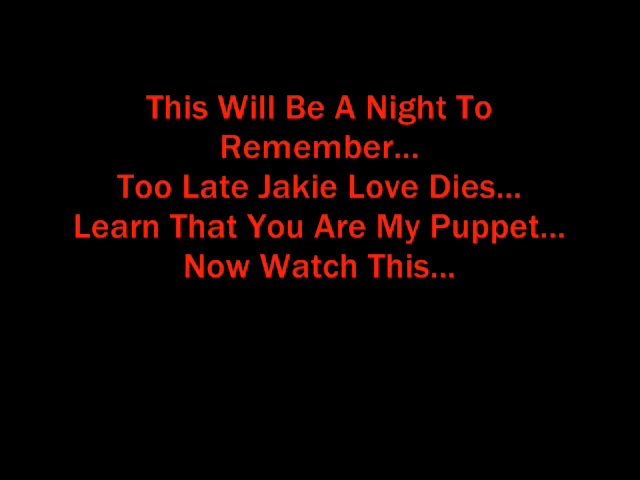 This Will Be A Night To
Remember...
Too Late Jakie Love Dies...
Learn That You Are My Puppet...
Now Watch This...